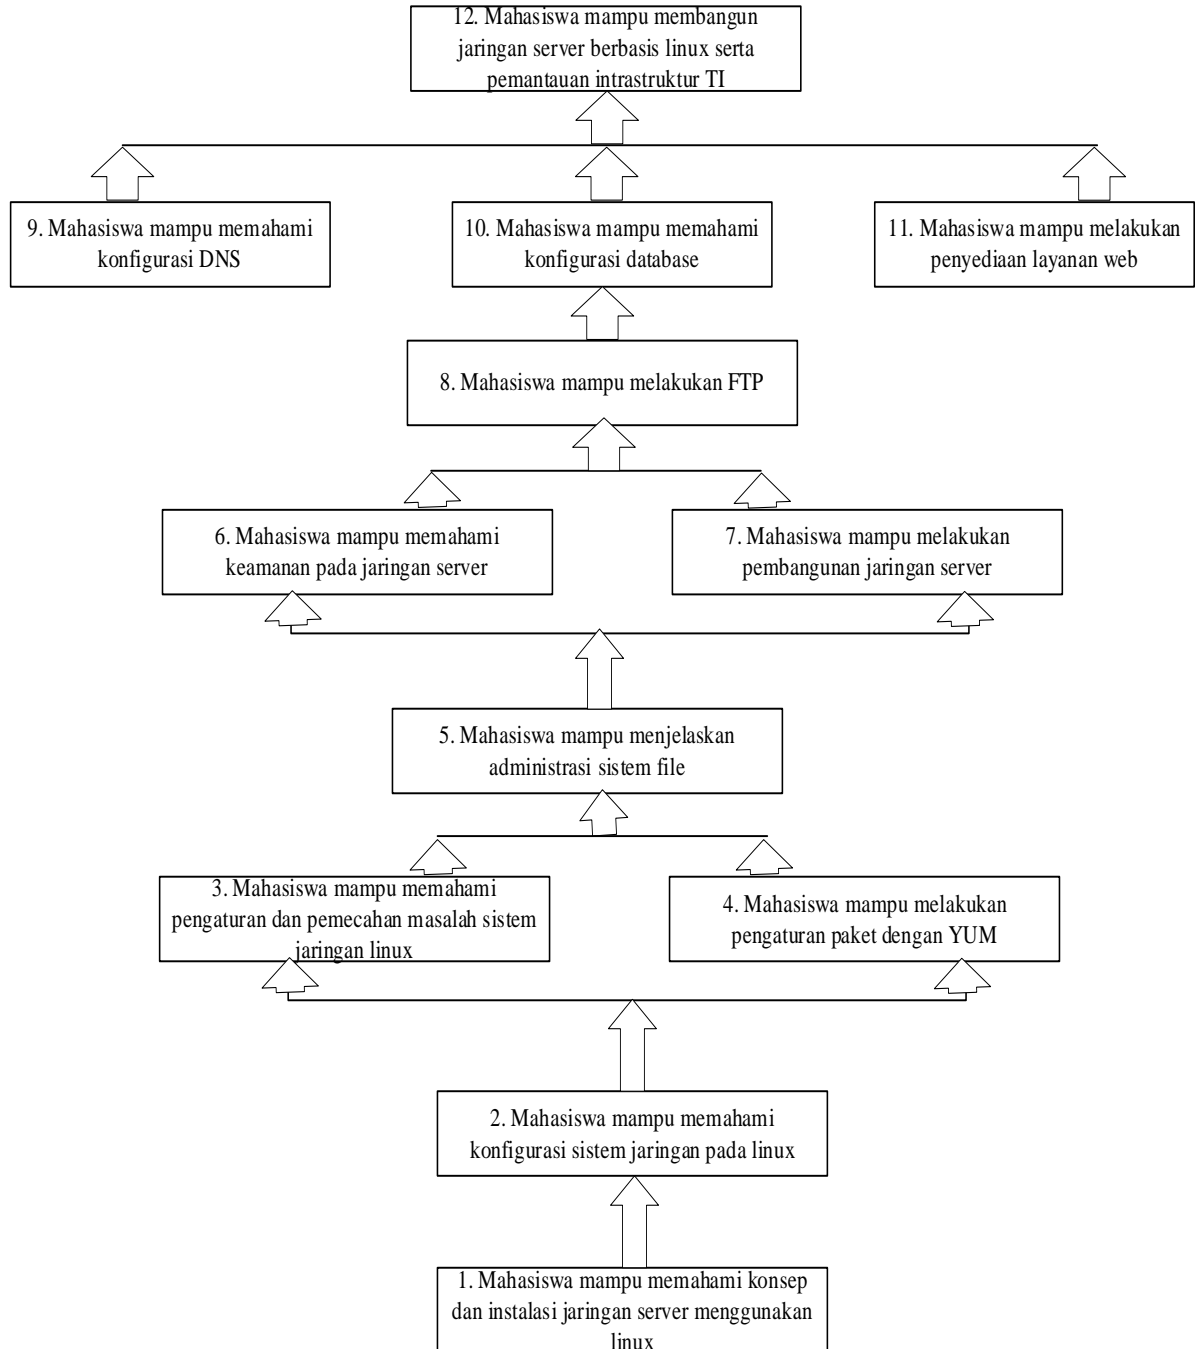 12. Mahasiswa mampu membangun
jaringan server berbasis linux serta
pemantauan intrastruktur TI
9. Mahasiswa mampu memahami
konfigurasi DNS
10. Mahasiswa mampu memahami
konfigurasi database
11. Mahasiswa mampu melakukan
penyediaan layanan web
8. Mahasiswa mampu melakukan FTP
6. Mahasiswa mampu memahami
keamanan pada jaringan server
7. Mahasiswa mampu melakukan
pembangunan jaringan server
5. Mahasiswa mampu menjelaskan
administrasi sistem file
3. Mahasiswa mampu memahami
pengaturan dan pemecahan masalah sistem
jaringan linux
4. Mahasiswa mampu melakukan
pengaturan paket dengan YUM
2. Mahasiswa mampu memahami
konfigurasi sistem jaringan pada linux
1. Mahasiswa mampu memahami konsep
dan instalasi jaringan server menggunakan
linux